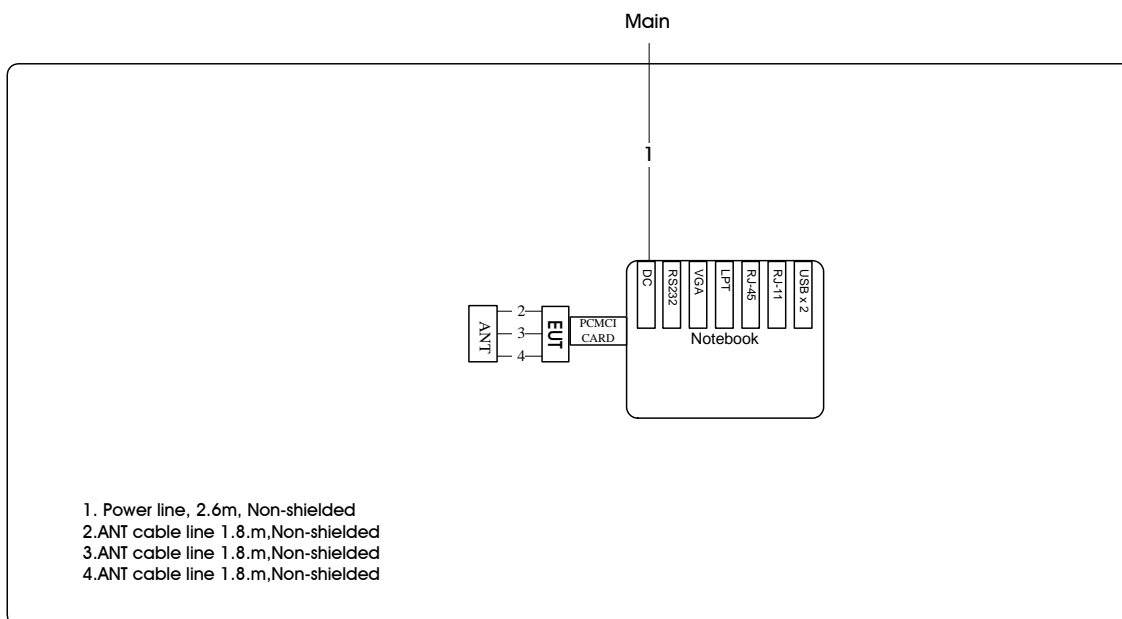 Main
1
DC
RS232
VGA
LPT
RJ-45
RJ-11
USB x 2
Notebook
ANT
2
3
4
EUT
PCMCI
CARD
1. Power line, 2.6m, Non-shielded
2.ANT cable line 1.8.m,Non-shielded
3.ANT cable line 1.8.m,Non-shielded
4.ANT cable line 1.8.m,Non-shielded